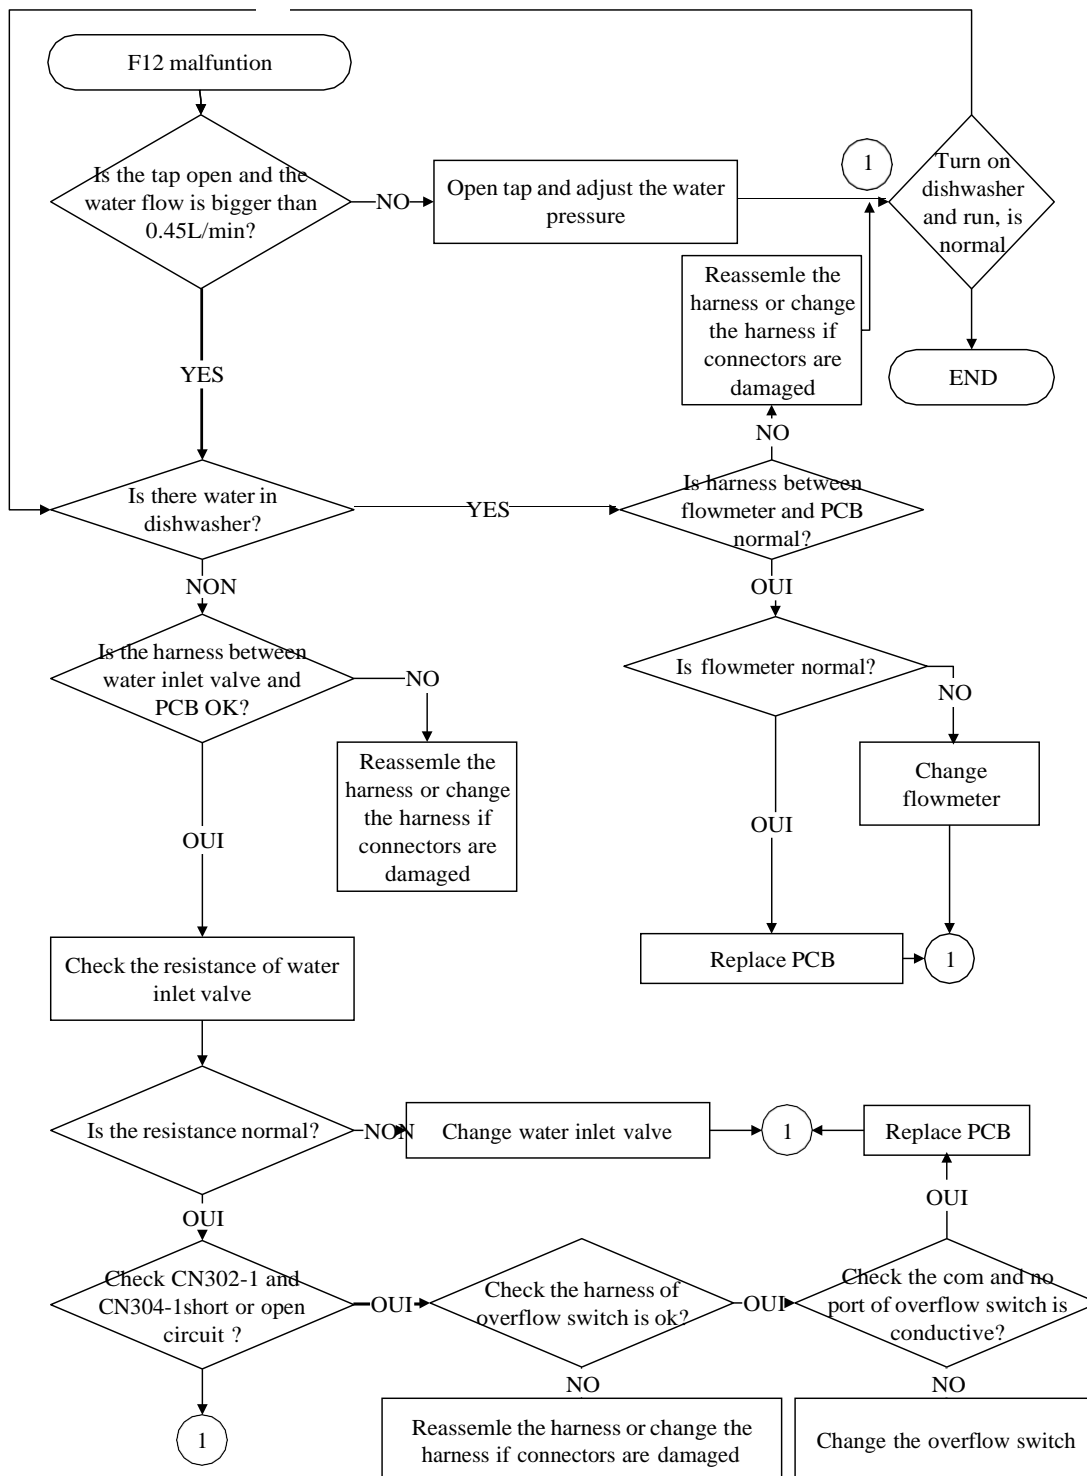 F12 malfuntion
Is the tap open and the
water flow is bigger than
0.45L/min?
NO
Open tap and adjust the water
pressure
1
Turn on
dishwasher
and run, is
normal
Reassemle the
harness or change
the harness if
connectors are
damaged
END
YES
NO
Is there water in
dishwasher?
YES
Is harness between
flowmeter and PCB
normal?
NON
OUI
Is the harness between
water inlet valve and
PCB OK?
NO
Is flowmeter normal?
NO
Reassemle the
harness or change
the harness if
connectors are
damaged
Change
flowmeter
OUI
OUI
Check the resistance of water
inlet valve
Replace PCB
1
Is the resistance normal?
NON
Change water inlet valve
1
Replace PCB
OUI
OUI
Check CN302-1 and
CN304-1short or open
circuit ?
OUI
Check the harness of
overflow switch is ok?
OUI
Check the com and no
port of overflow switch is
conductive?
NO
NO
1
Reassemle the harness or change the
harness if connectors are damaged
Change the overflow switch